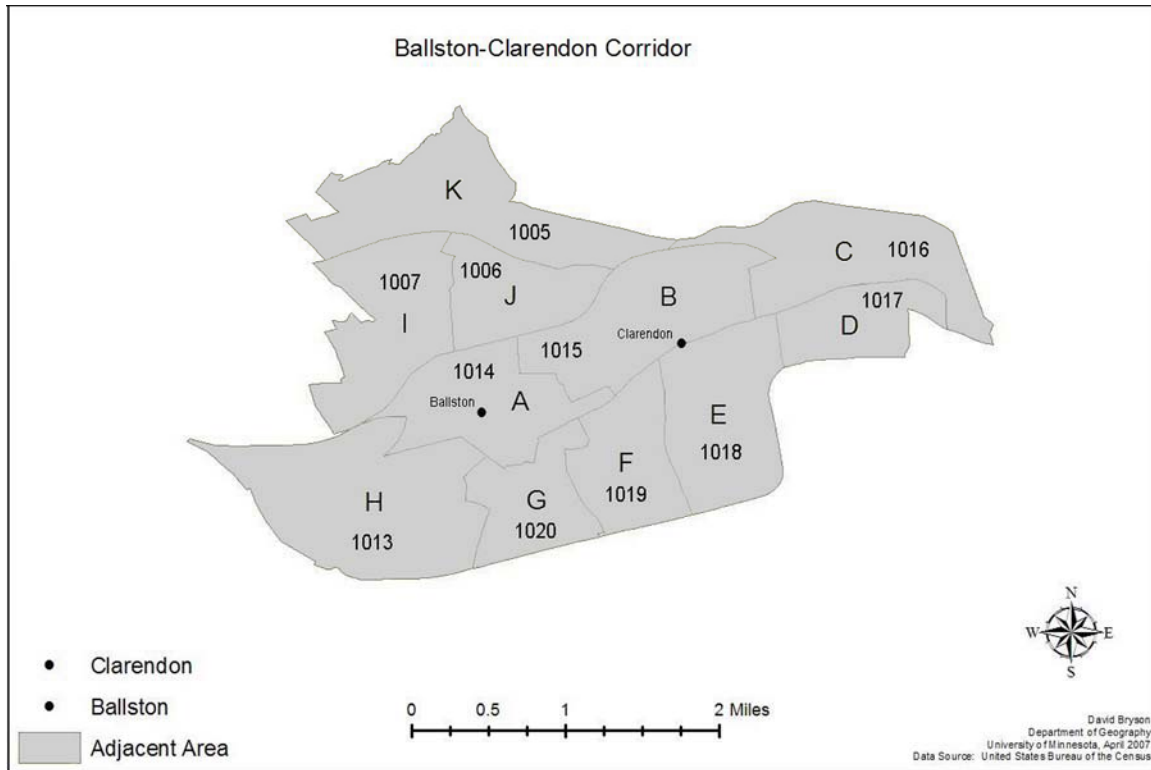 Ballston-Clarendon Corridor
K
1005
C
1016
1007
1006
J
B
1017
I
D
Clarendon
1015
1014
Ballston
A
E
1018
F
1019
H
G
1020
1013
N
W
E
S
Clarendon
Ballston
Adjacent Area
0 0.5 1 2 Miles
David Bryson
Department of Geography
University of Minnesota, April 2007
Data Source: United States Bureau of the Census